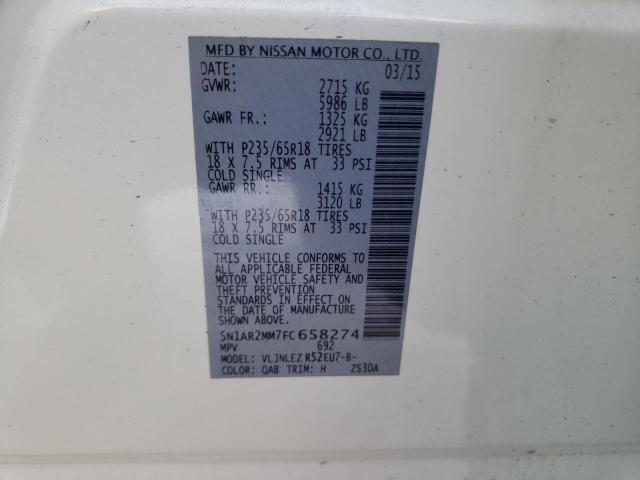 MFD BY NISSAN MOTOR CO., LTD.
DATE: 03/15
GVWR: 2715 KG
5986 LB
GAWR FR.: 1325 KG
2921 LB
WITH P235/65R18 TIRES
18 X 7.5 RIMS AT 33 PSI
COLD SINGLE
GAWR RR.: 1415 KG
3120 LB
WITH P235/65R18 TIRES
18 X 7.5 RIMS AT 33 PSI
COLD SINGLE
THIS VEHICLE CONFORMS TO
ALL APPLICABLE FEDERAL
MOTOR VEHICLE SAFETY AND
THEFT PREVENTION
STANDARDS IN EFFECT ON
THE DATE OF MANUFACTURE
SHOWN ABOVE.
5N1AR2MM7FC658274
MPV 692
MODEL: VLJNLEZ R52EU7-B-
COLOR: QAB TRIM: H ZS30A